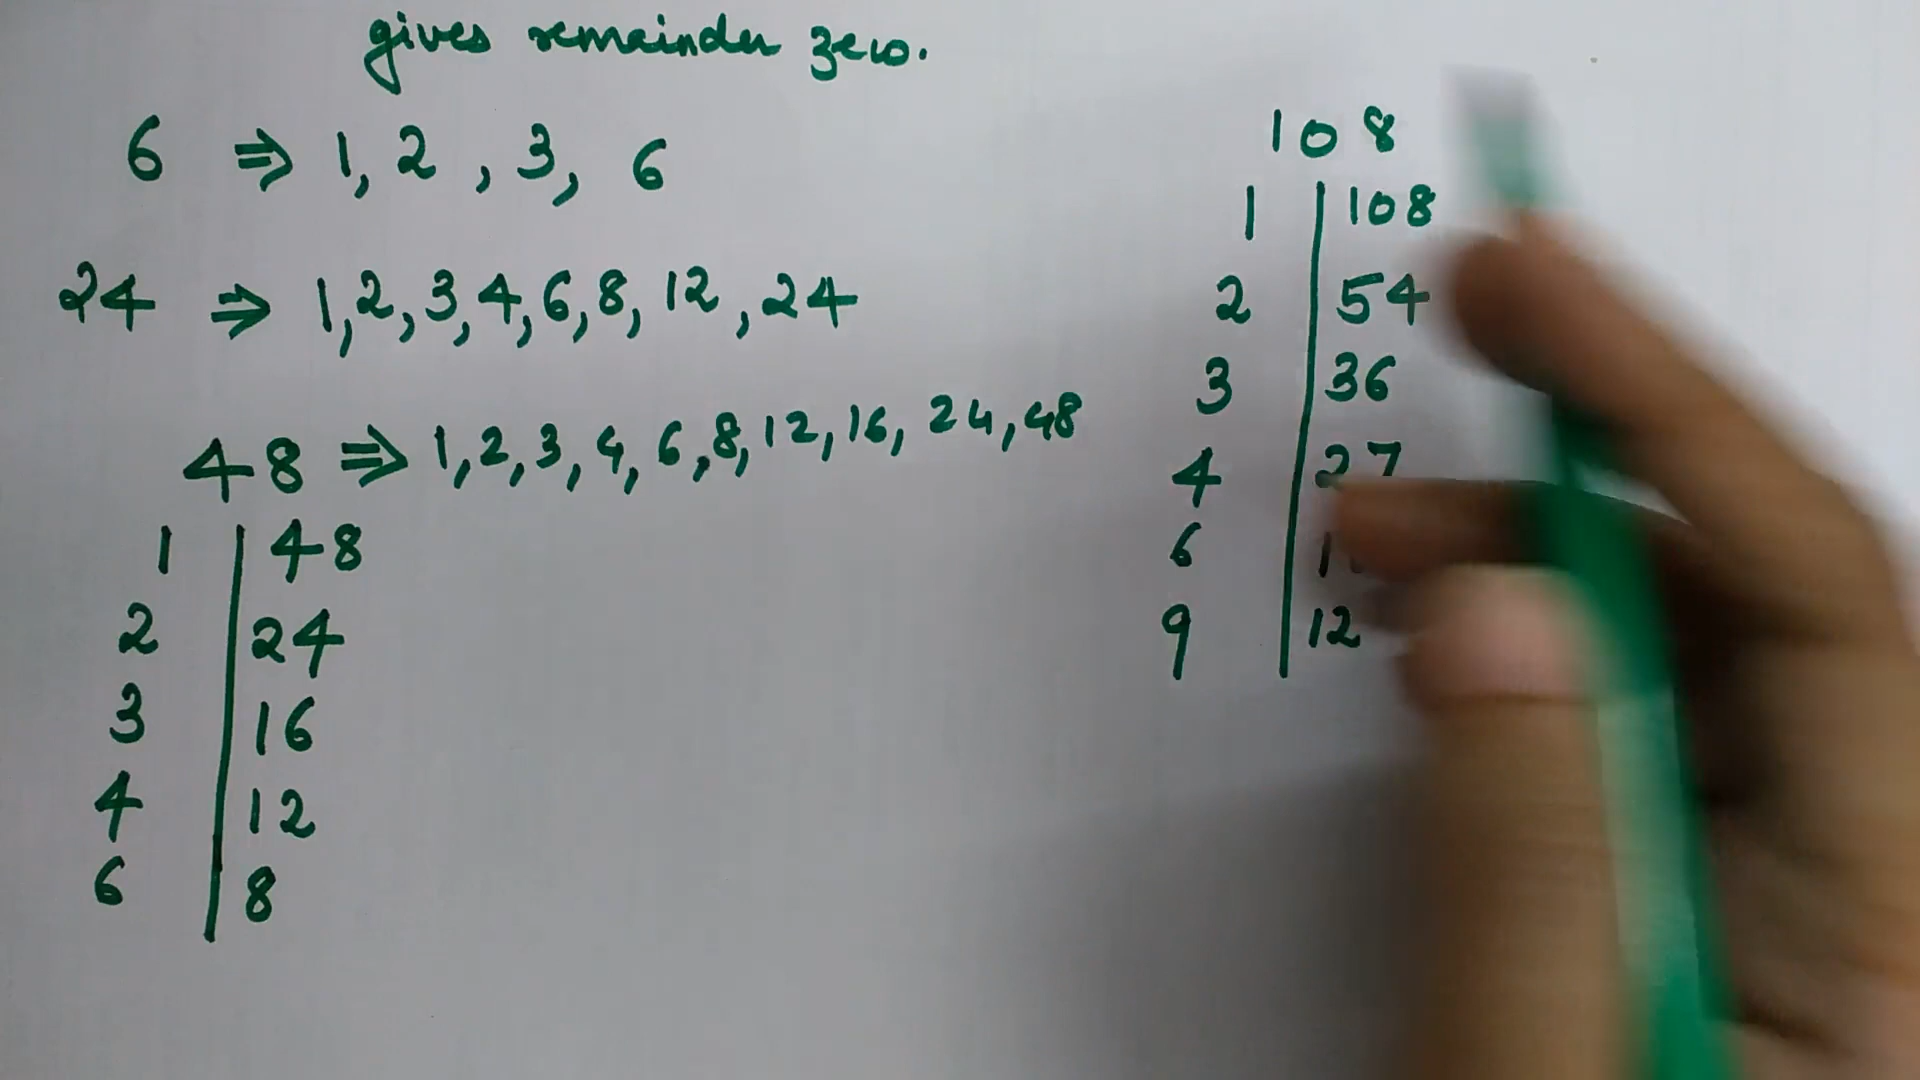 gives remainder zero.
6 ⇒ 1, 2 , 3, 6
24 ⇒ 1,2,3,4,6,8,12,24
48 ⇒ 1,2,3,4,6,8,12,16,24,48
1 | 48
2 | 24
3 | 16
4 | 12
6 | 8
108
1 | 108
2 | 54
3 | 36
4 | 27
6 |
9 | 12